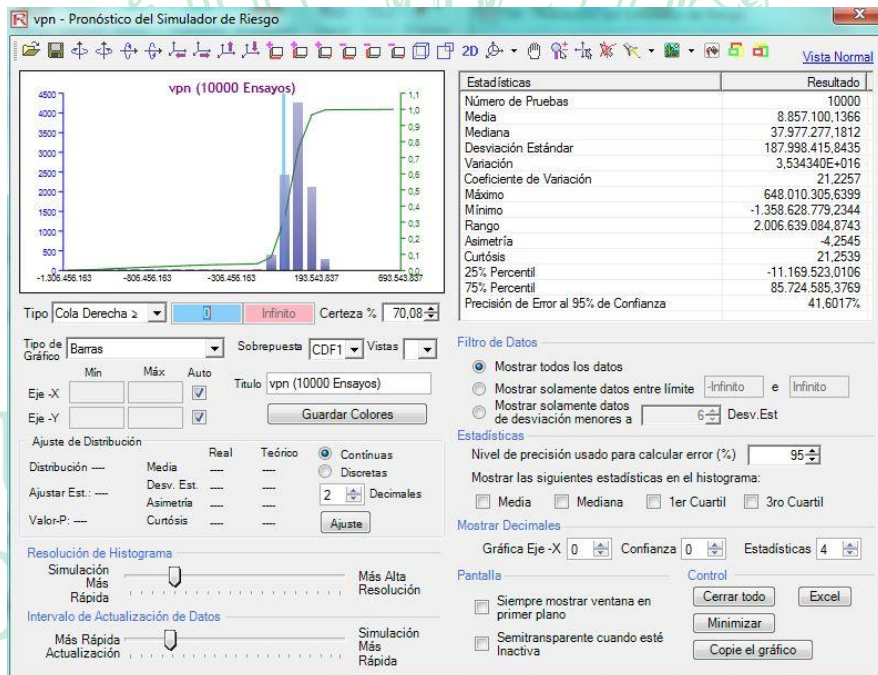 vpn - Pronóstico del Simulador de Riesgo
2D
Vista Normal
vpn (10000 Ensayos)
4500
4000
3500
3000
2500
2000
1500
1000
500
1,1
1,0
0,9
0,8
0,7
0,6
0,5
0,4
0,3
0,2
0,1
0,0
-1.306.456.163 -806.456.163 -306.456.163 193.543.837 693.543.837
Tipo Cola Derecha ≥ 0 Infinito Certeza % 70,08
Tipo de Gráfico Barras Sobrepuesta CDF1 Vistas
Mín Máx Auto
Título vpn (10000 Ensayos)
Eje -X
Eje -Y
Guardar Colores
Ajuste de Distribución
Real Teórico
Distribución ----
Media ---- ----
Ajustar Est.: ----
Desv. Est. ---- ----
Asimetría ---- ----
Valor-P: ----
Curtósis ---- ----
Contínuas
Discretas
2 Decimales
Ajuste
Resolución de Histograma
Simulación Más Rápida
Más Alta Resolución
Intervalo de Actualización de Datos
Más Rápida Actualización
Simulación Más Rápida
Estadísticas Resultado
Número de Pruebas 10000
Media 8.857.100,1366
Mediana 37.977.277,1812
Desviación Estándar 187.998.415,8435
Variación 3,534340E+016
Coeficiente de Variación 21,2257
Máximo 648.010.305,6399
Mínimo -1.358.628.779,2344
Rango 2.006.639.084,8743
Asimetría -4,2545
Curtósis 21,2539
25% Percentil -11.169.523,0106
75% Percentil 85.724.585,3769
Precisión de Error al 95% de Confianza 41,6017%
Filtro de Datos
Mostrar todos los datos
Mostrar solamente datos entre límite -Infinito e Infinito
Mostrar solamente datos de desviación menores a 6 Desv.Est
Estadísticas
Nivel de precisión usado para calcular error (%) 95
Mostrar las siguientes estadísticas en el histograma:
Media Mediana 1er Cuartil 3ro Cuartil
Mostrar Decimales
Gráfica Eje -X 0 Confianza 0 Estadísticas 4
Pantalla
Siempre mostrar ventana en primer plano
Semitransparente cuando esté Inactiva
Control
Cerrar todo Excel
Minimizar
Copie el gráfico